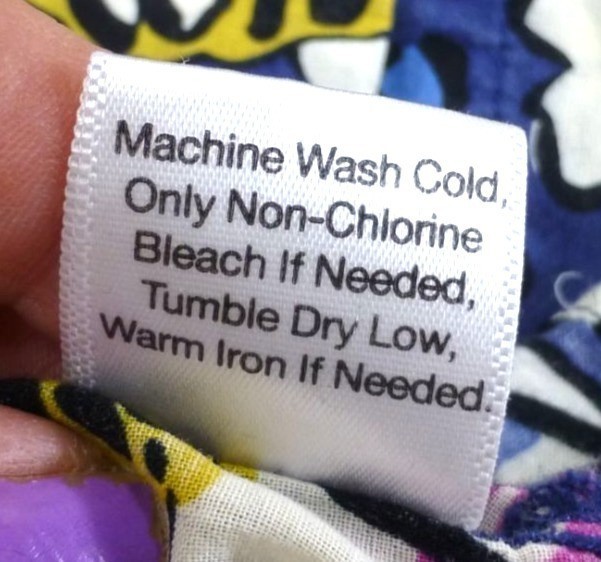 Machine Wash Cold,
Only Non-Chlorine
Bleach If Needed,
Tumble Dry Low,
Warm Iron If Needed.